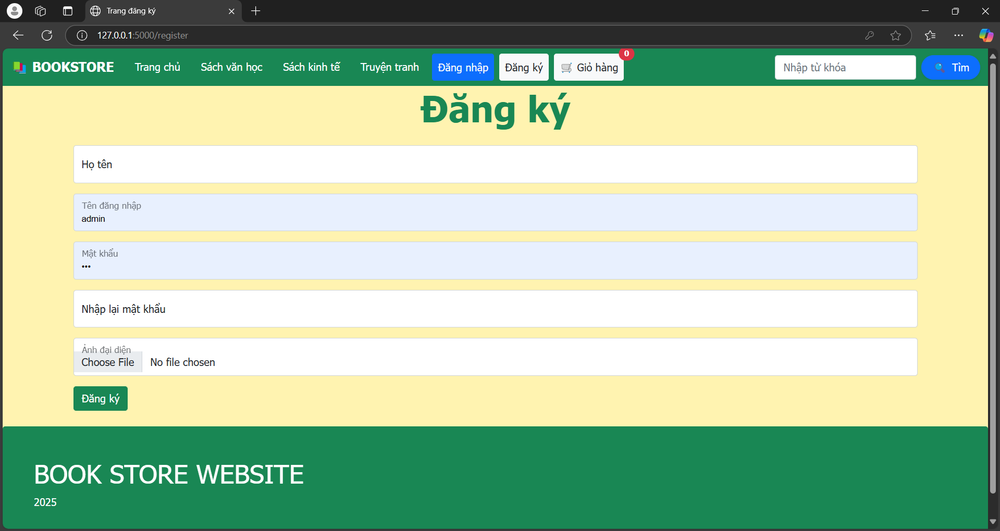 Trang đăng ký
127.0.0.1:5000/register
BOOKSTORE Trang chủ Sách văn học Sách kinh tế Truyện tranh Đăng nhập Đăng ký Giỏ hàng 0 Nhập từ khóa Tìm
Đăng ký
Họ tên
Tên đăng nhập
admin
Mật khẩu
•••
Nhập lại mật khẩu
Ảnh đại diện
Choose File No file chosen
Đăng ký
BOOK STORE WEBSITE
2025